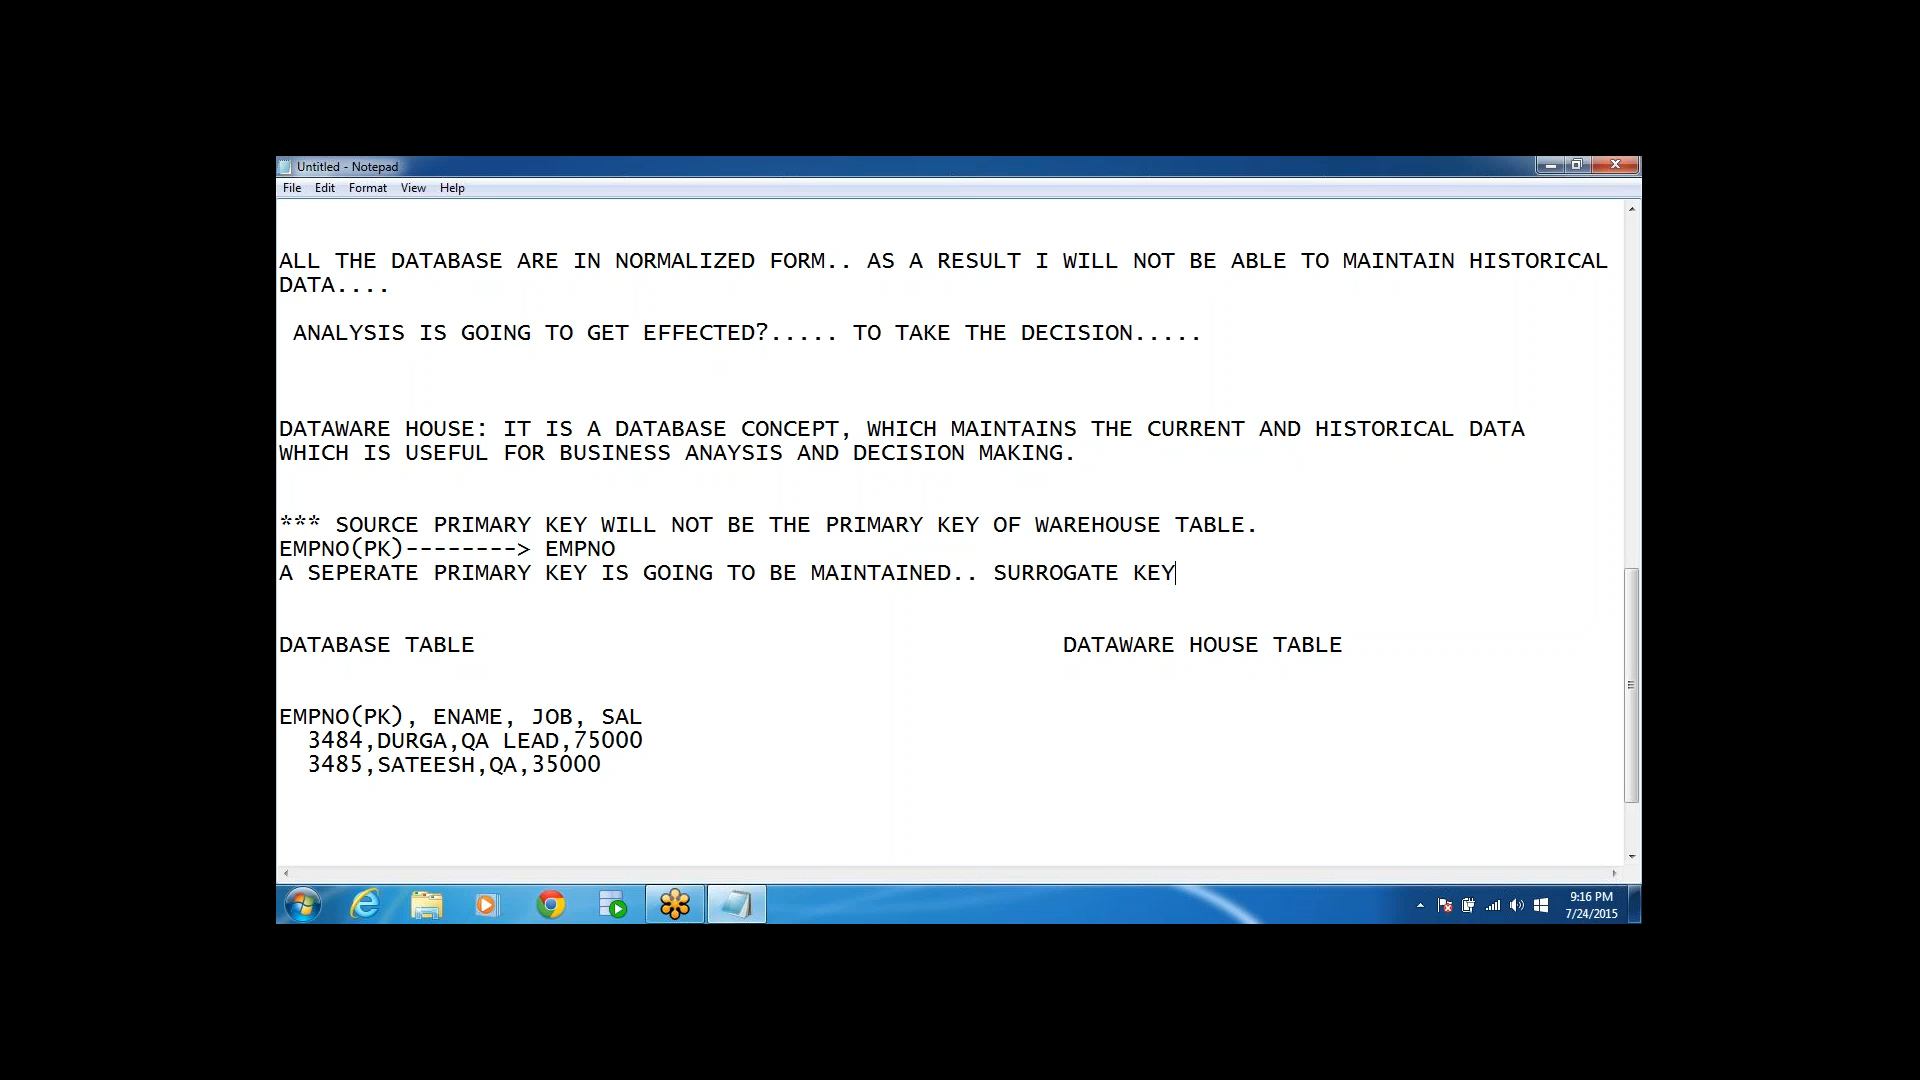 Untitled - Notepad
File Edit Format View Help
ALL THE DATABASE ARE IN NORMALIZED FORM.. AS A RESULT I WILL NOT BE ABLE TO MAINTAIN HISTORICAL
DATA....
ANALYSIS IS GOING TO GET EFFECTED?..... TO TAKE THE DECISION.....
DATAWARE HOUSE: IT IS A DATABASE CONCEPT, WHICH MAINTAINS THE CURRENT AND HISTORICAL DATA
WHICH IS USEFUL FOR BUSINESS ANAYSIS AND DECISION MAKING.
*** SOURCE PRIMARY KEY WILL NOT BE THE PRIMARY KEY OF WAREHOUSE TABLE.
EMPNO(PK)--------> EMPNO
A SEPERATE PRIMARY KEY IS GOING TO BE MAINTAINED.. SURROGATE KEY
DATABASE TABLE DATAWARE HOUSE TABLE
EMPNO(PK), ENAME, JOB, SAL
3484,DURGA,QA LEAD,75000
3485,SATEESH,QA,35000
9:16 PM
7/24/2015